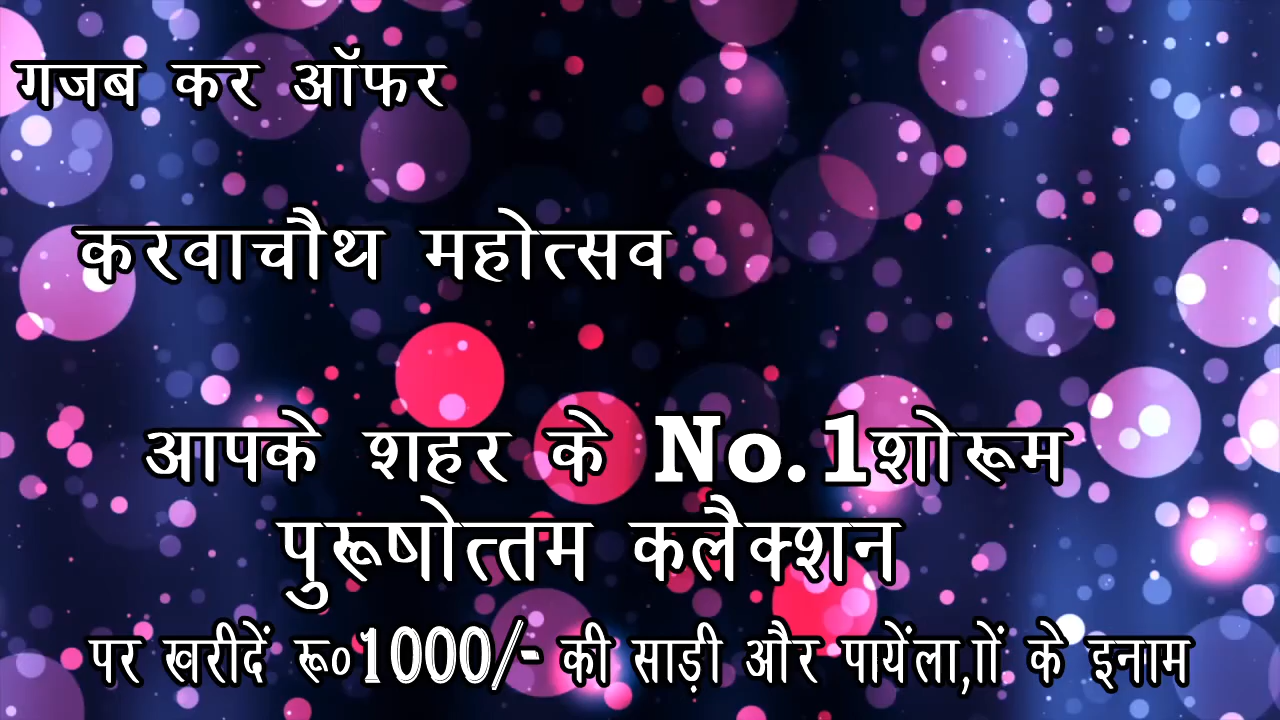 गजब कर ऑफर
करवाचौथ महोत्सव
आपके शहर के No.1शोरूम
पुरूषोत्तम कलैक्शन
पर खरीदें रू०1000/- की साड़ी और पायेंला,ाों के इनाम